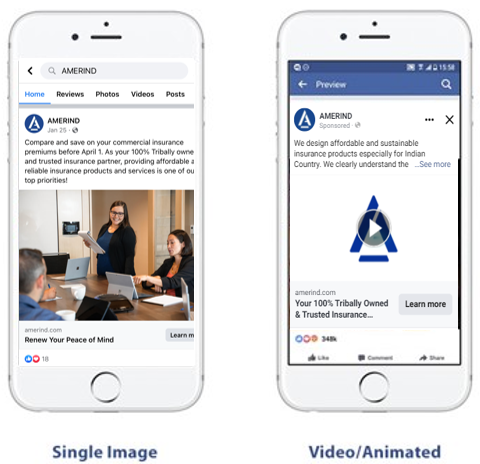 AMERIND
Home Reviews Photos Videos Posts
AMERIND
Jan 25
Compare and save on your commercial insurance
premiums before April 1. As your 100% Tribally owne
and trusted insurance partner, providing affordable a
reliable insurance products and services is one of ou
top priorities!
amerind.com
Renew Your Peace of Mind
Learn m
18
Single Image
15:58
Preview
AMERIND
Sponsored
We design affordable and sustainable
insurance products especially for Indian
Country. We clearly understand the ...See more
amerind.com
Your 100% Tribally Owned
& Trusted Insurance...
Learn more
348k
Like Comment Share
Video/Animated